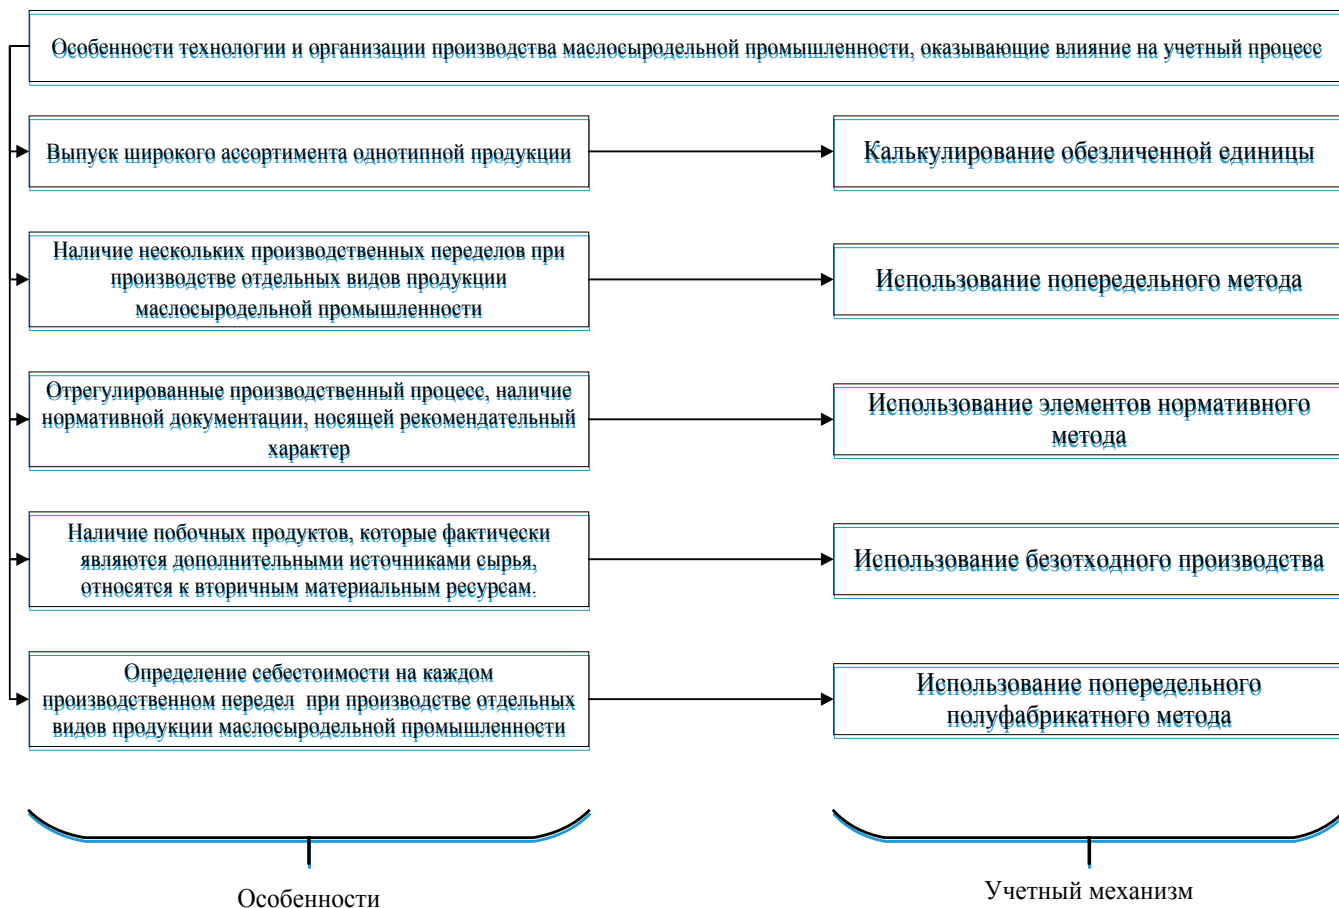 Особенности технологии и организации производства маслосыродельной промышленности, оказывающие влияние на учетный процесс
Выпуск широкого ассортимента однотипной продукции
Калькулирование обезличенной единицы
Наличие нескольких производственных переделов при
производстве отдельных видов продукции
маслосыродельной промышленности
Использование попередельного метода
Отрегулированные производственный процесс, наличие
нормативной документации, носящей рекомендательный
характер
Использование элементов нормативного
метода
Наличие побочных продуктов, которые фактически
являются дополнительными источниками сырья,
относятся к вторичным материальным ресурсам.
Использование безотходного производства
Определение себестоимости на каждом
производственном передел при производстве отдельных
видов продукции маслосыродельной промышленности
Использование попередельного
полуфабрикатного метода
Особенности
Учетный механизм